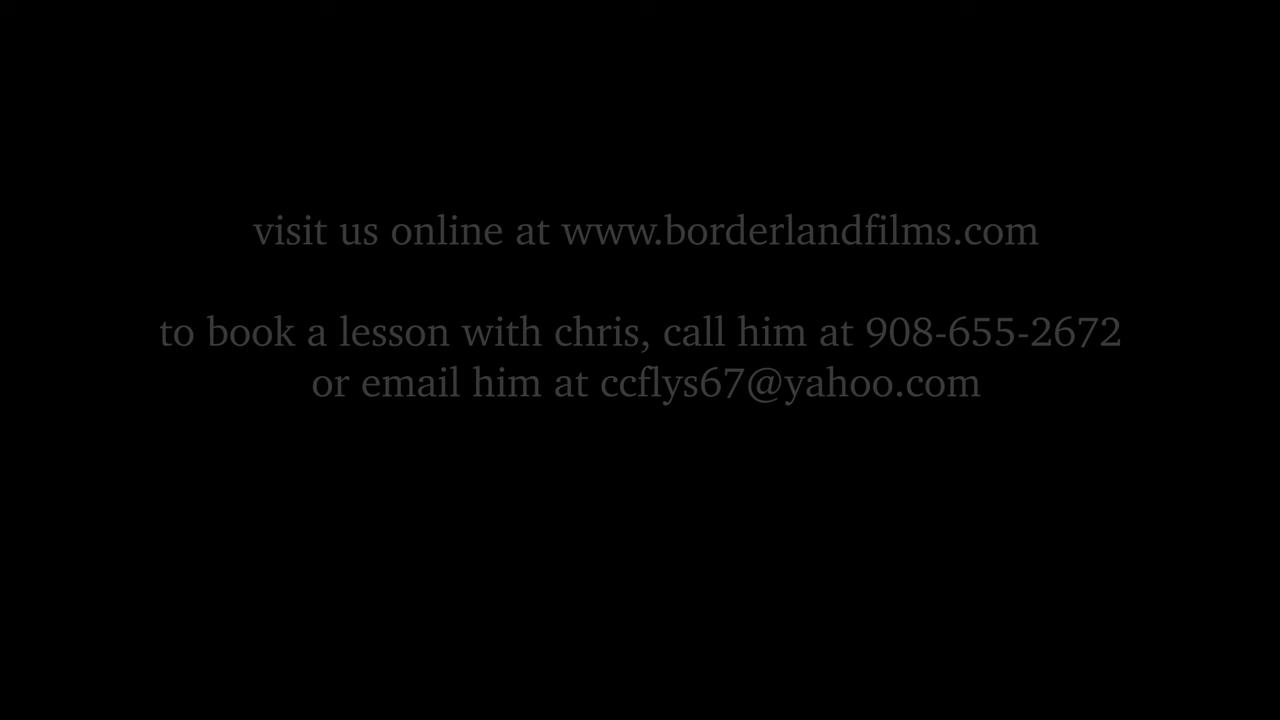 visit us online at www.borderlandfilms.com
to book a lesson with chris, call him at 908-655-2672
or email him at ccflys67@yahoo.com